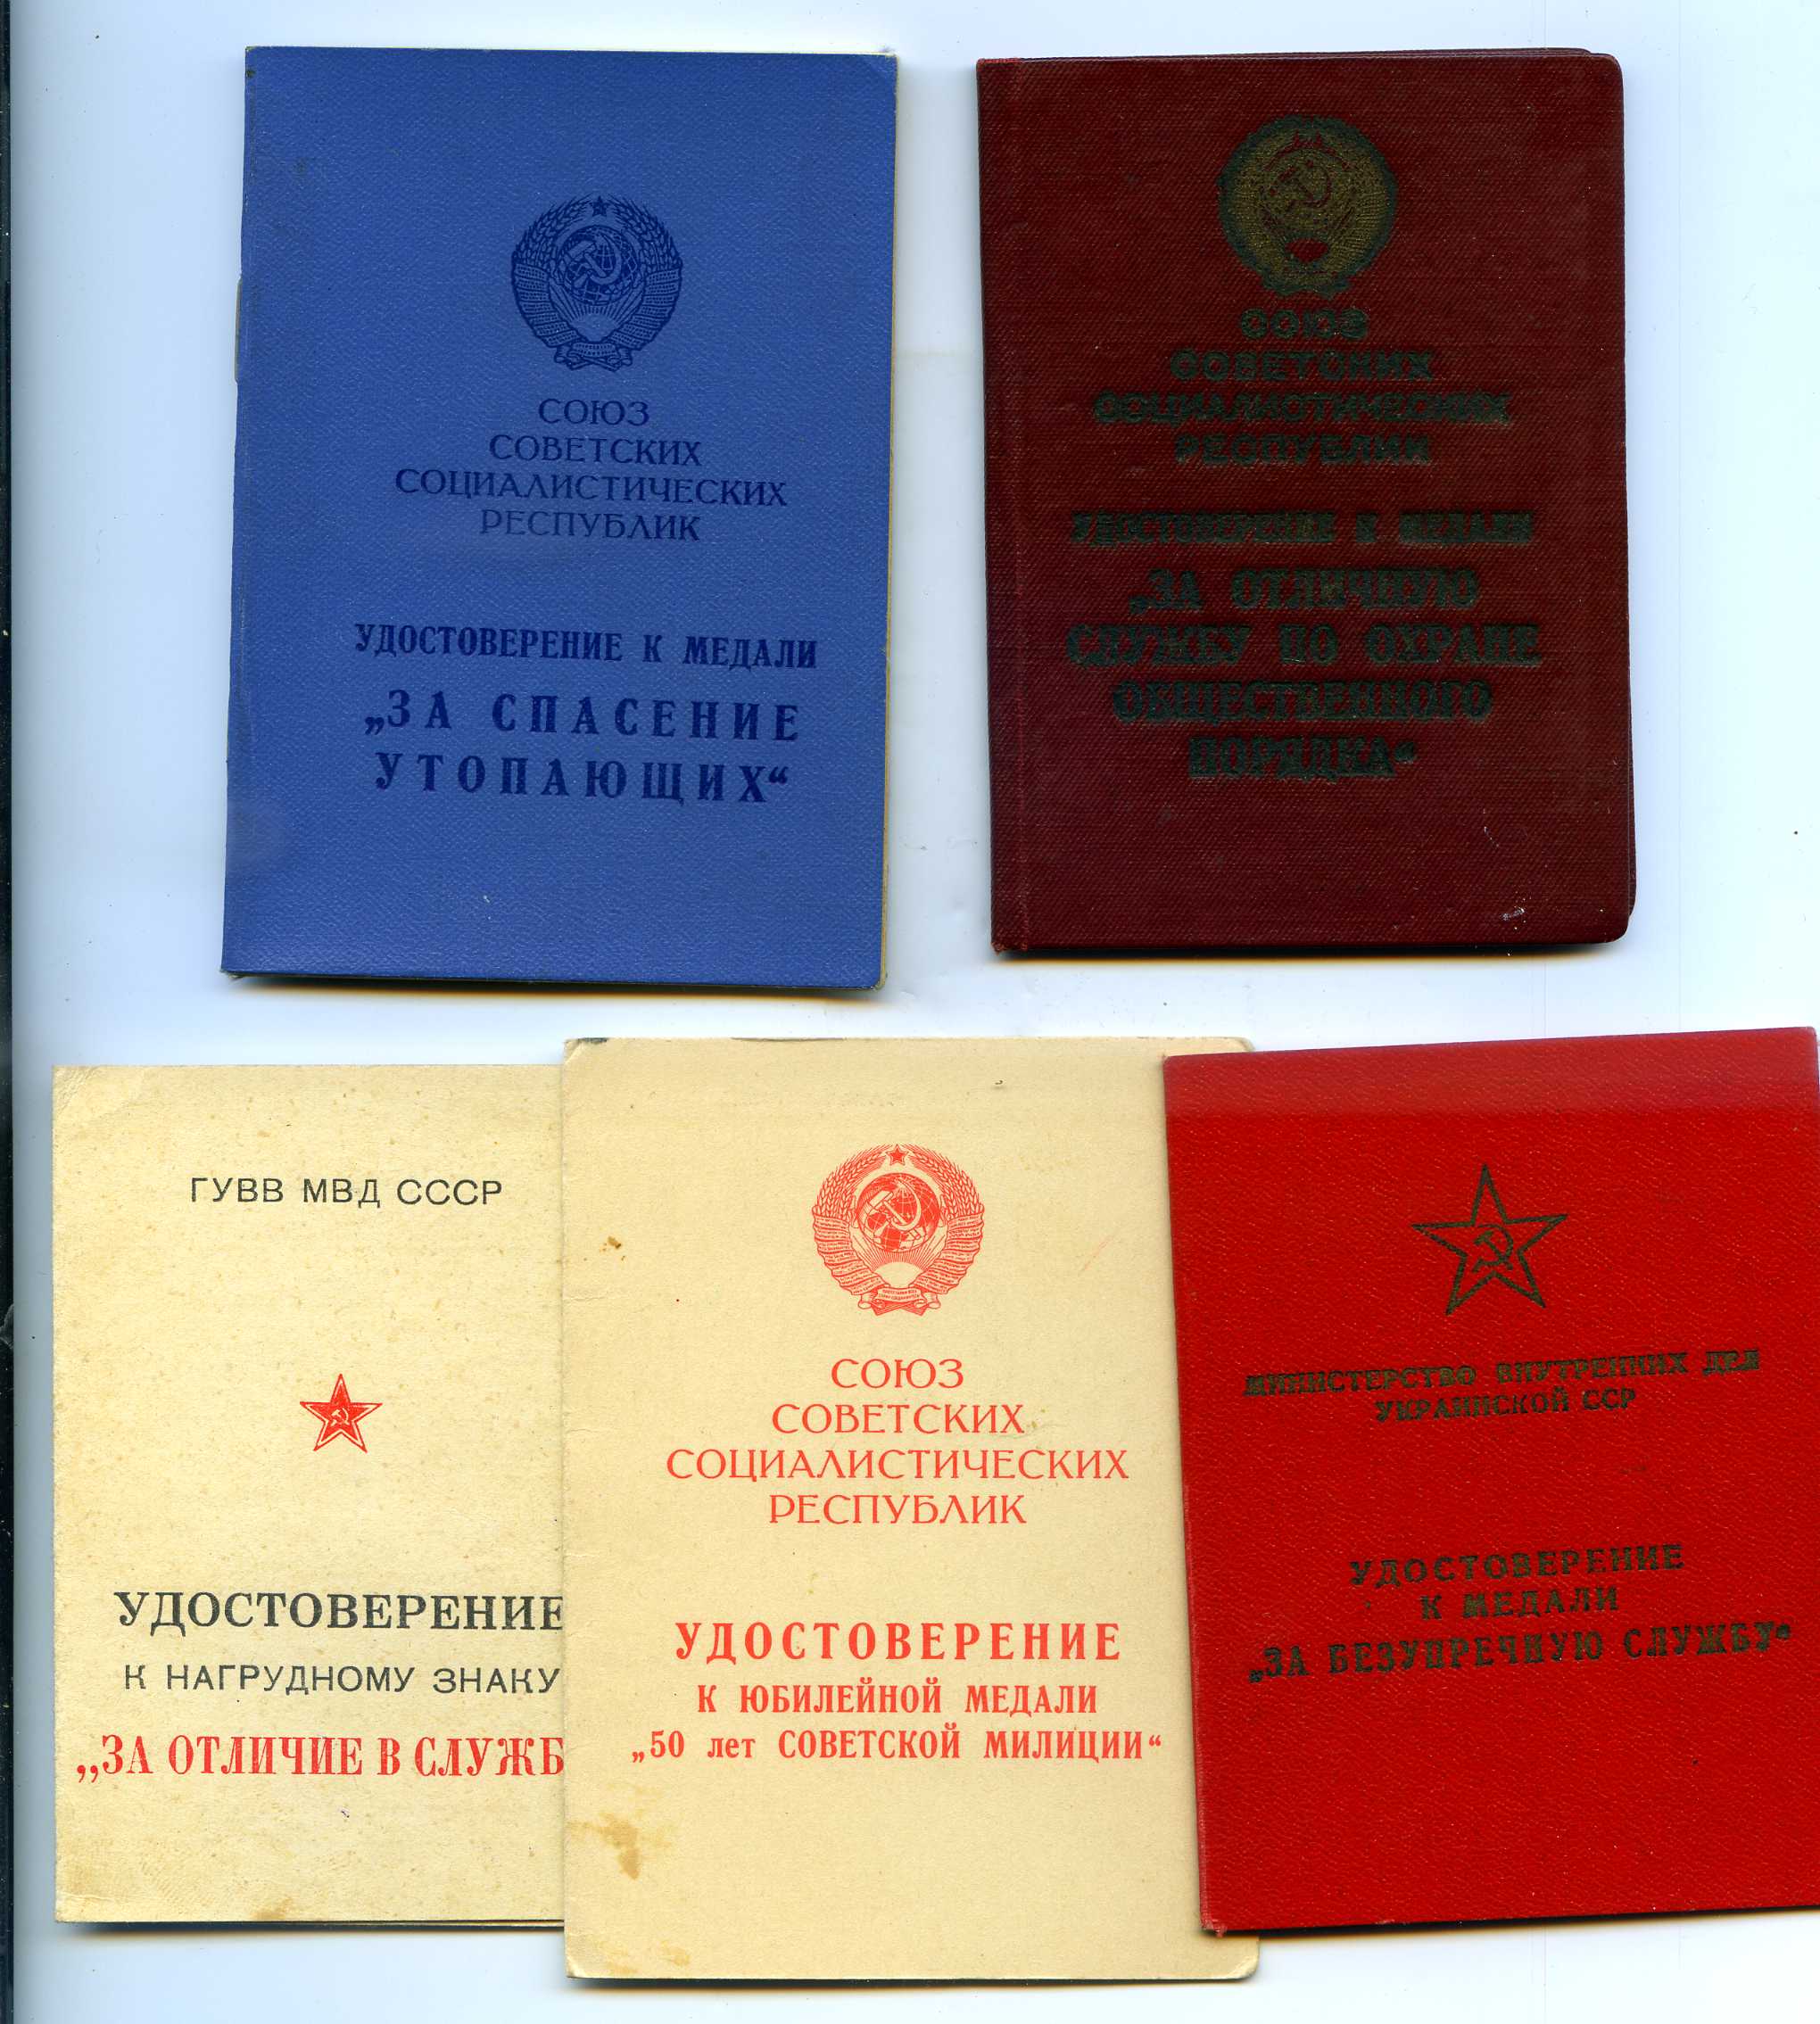 СОЮЗ
СОВЕТСКИХ
СОЦИАЛИСТИЧЕСКИХ
РЕСПУБЛИК
УДОСТОВЕРЕНИЕ К МЕДАЛИ
„ЗА СПАСЕНИЕ
УТОПАЮЩИХ“
СОЮЗ
СОВЕТСКИХ
СОЦИАЛИСТИЧЕСКИХ
РЕСПУБЛИК
УДОСТОВЕРЕНИЕ К МЕДАЛИ
„ЗА ОТЛИЧНУЮ
СЛУЖБУ ПО ОХРАНЕ
ОБЩЕСТВЕННОГО
ПОРЯДКА“
ГУВВ МВД СССР
УДОСТОВЕРЕНИЕ
К НАГРУДНОМУ ЗНАКУ
„ЗА ОТЛИЧИЕ В СЛУЖБ
СОЮЗ
СОВЕТСКИХ
СОЦИАЛИСТИЧЕСКИХ
РЕСПУБЛИК
УДОСТОВЕРЕНИЕ
К ЮБИЛЕЙНОЙ МЕДАЛИ
„50 лет СОВЕТСКОЙ МИЛИЦИИ“
МИНИСТЕРСТВО ВНУТРЕННИХ ДЕЛ
УКРАИНСКОЙ ССР
УДОСТОВЕРЕНИЕ
К МЕДАЛИ
„ЗА БЕЗУПРЕЧНУЮ СЛУЖБУ“